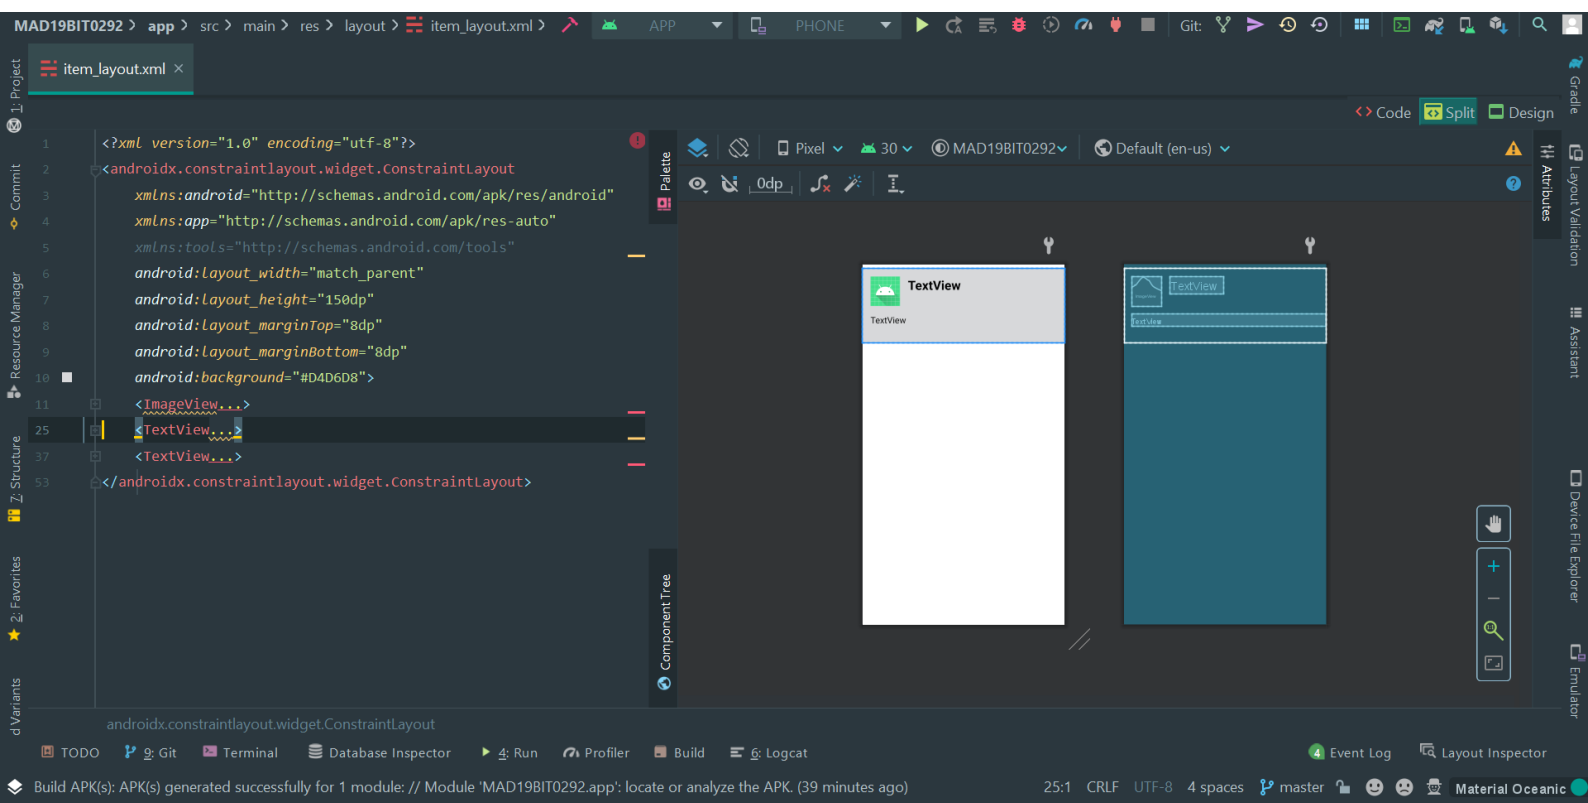 MAD19BIT0292 > app > src > main > res > layout > item_layout.xml > APP PHONE Git:
item_layout.xml ×
Code Split Design
1: Project
Commit
Resource Manager
7: Structure
2: Favorites
d Variants
1 <?xml version="1.0" encoding="utf-8"?>
2 <androidx.constraintlayout.widget.ConstraintLayout
3 xmlns:android="http://schemas.android.com/apk/res/android"
4 xmlns:app="http://schemas.android.com/apk/res-auto"
5 xmlns:tools="http://schemas.android.com/tools"
6 android:layout_width="match_parent"
7 android:layout_height="150dp"
8 android:layout_marginTop="8dp"
9 android:layout_marginBottom="8dp"
10 android:background="#D4D6D8">
11 <ImageView...>
25 <TextView...>
37 <TextView...>
53 </androidx.constraintlayout.widget.ConstraintLayout>
androidx.constraintlayout.widget.ConstraintLayout
Palette
Component Tree
Pixel 30 MAD19BIT0292 Default (en-us)
0dp
TextView
TextView
TextView
TextView
Attributes
Gradle
Layout Validation
Assistant
Device File Explorer
Emulator
TODO 9: Git Terminal Database Inspector 4: Run Profiler Build 6: Logcat 4 Event Log Layout Inspector
Build APK(s): APK(s) generated successfully for 1 module: // Module 'MAD19BIT0292.app': locate or analyze the APK. (39 minutes ago) 25:1 CRLF UTF-8 4 spaces master Material Oceanic